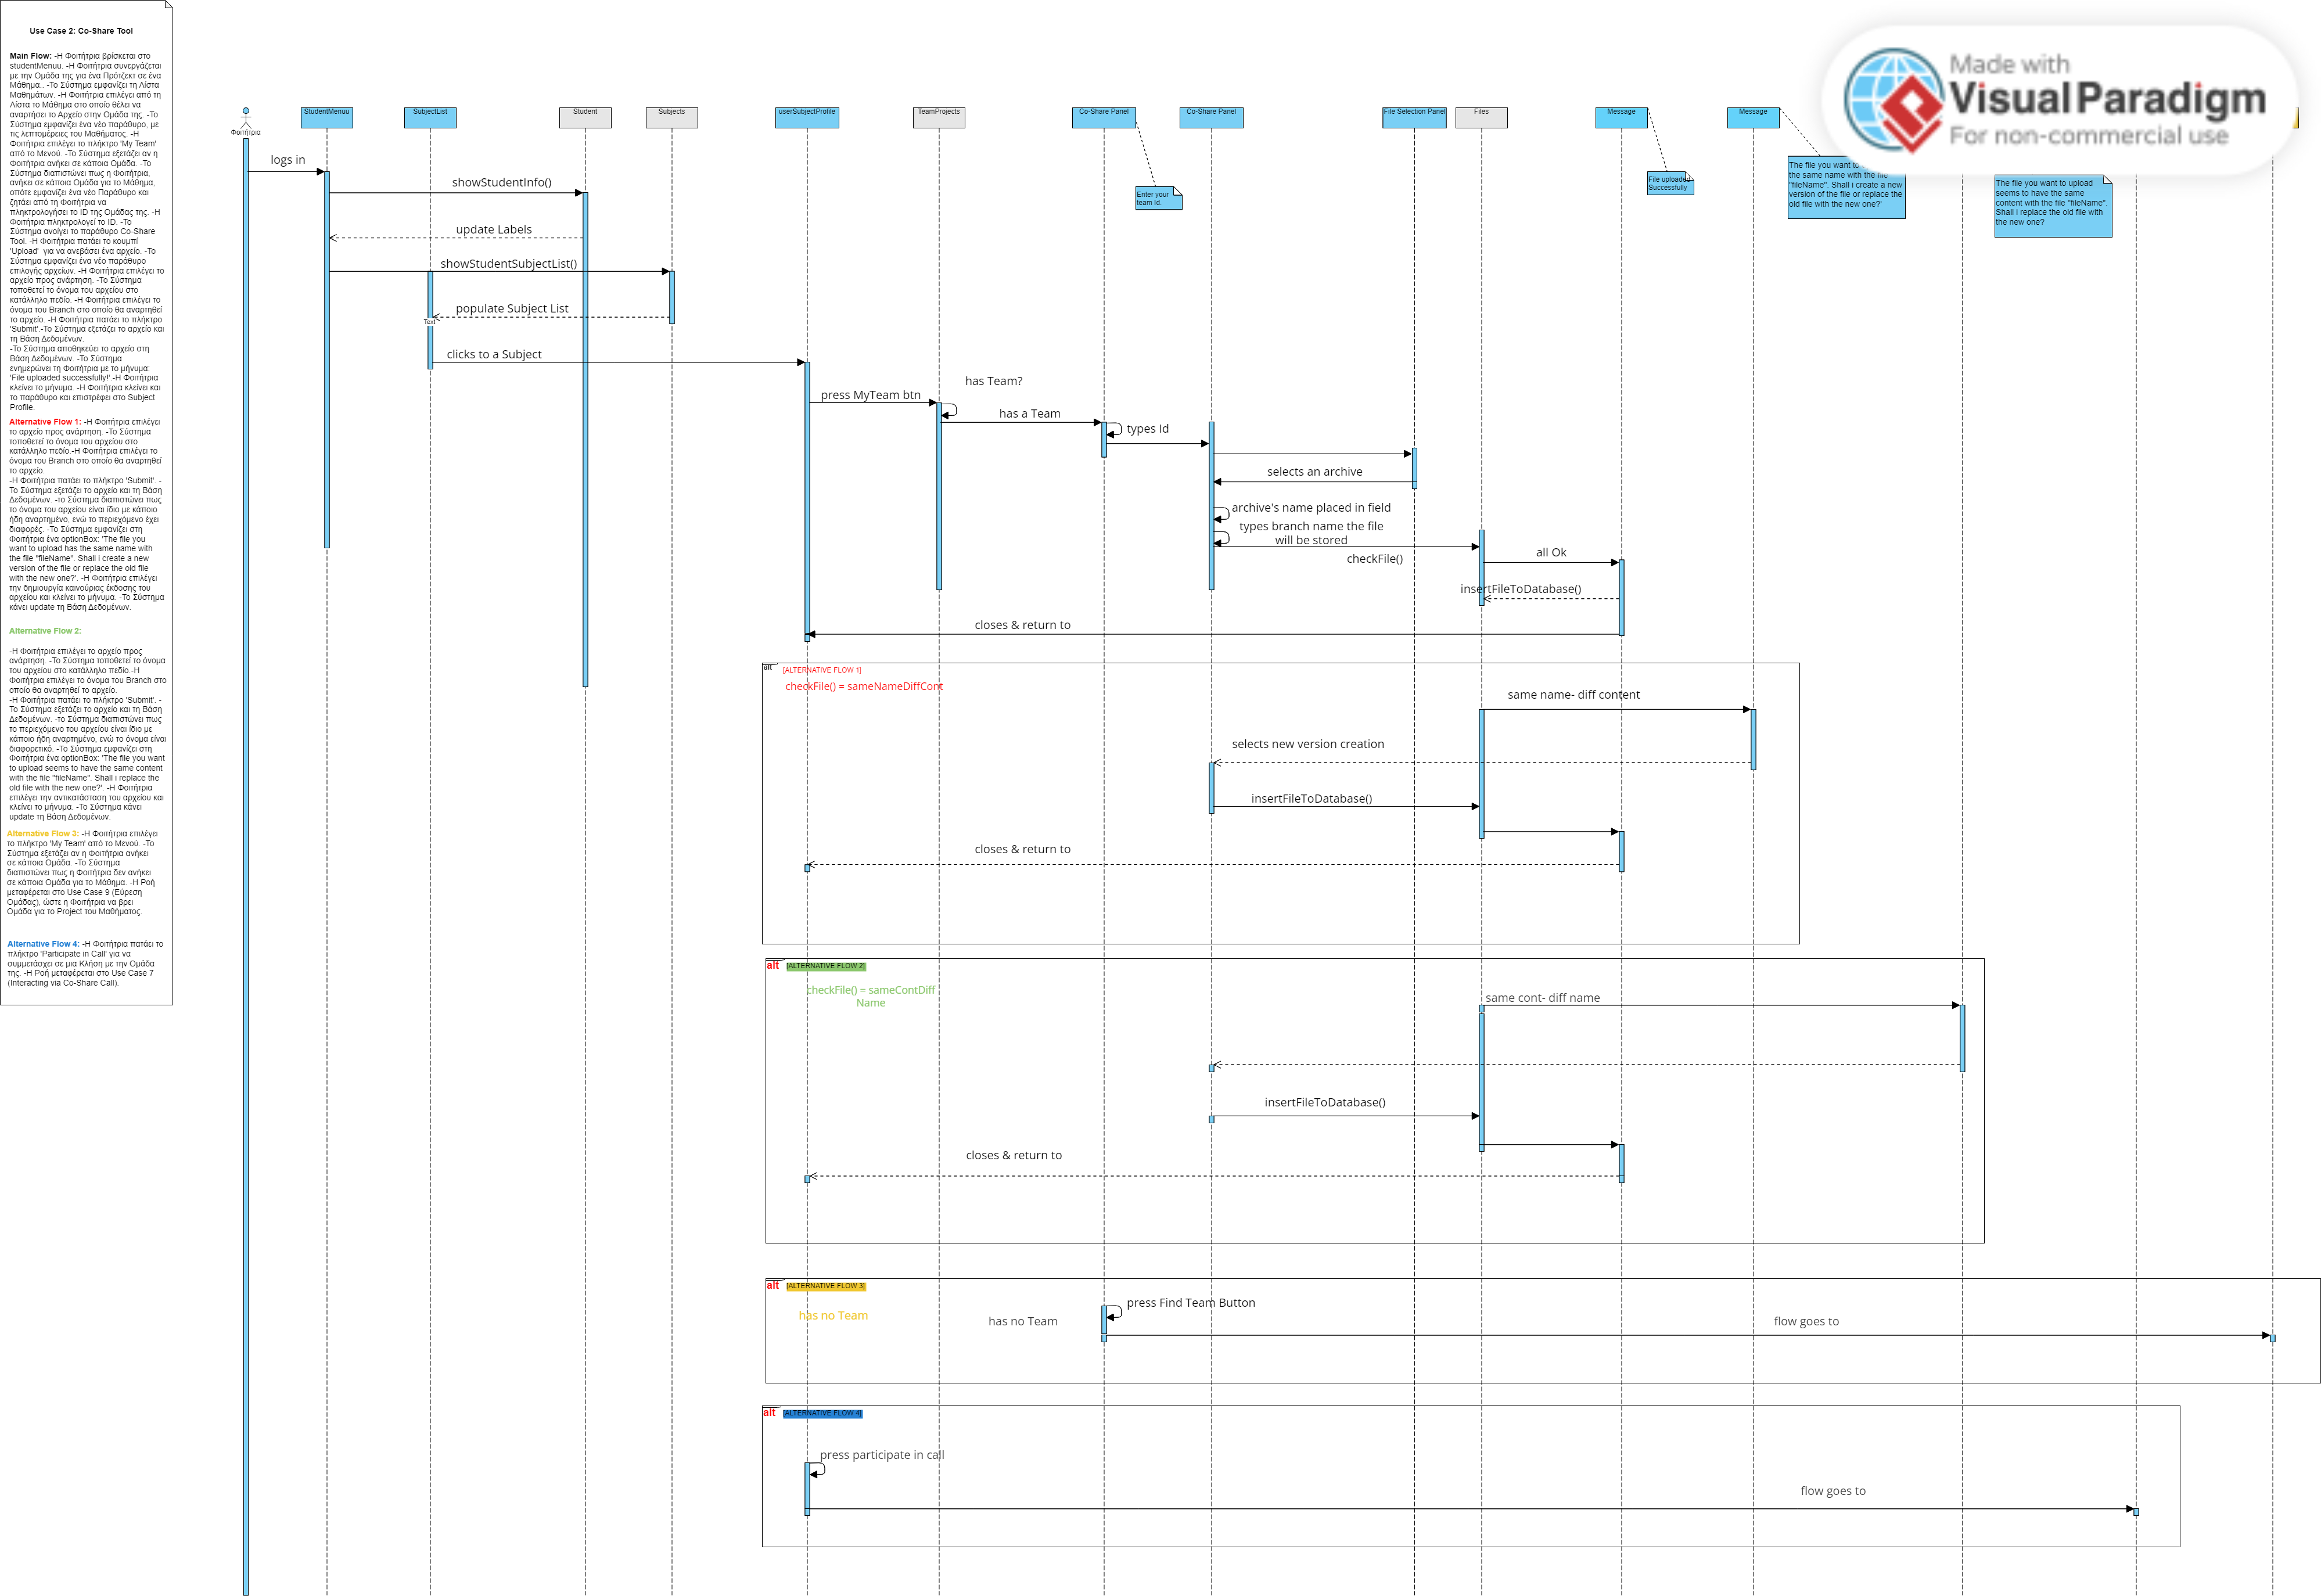 Use Case 2: Co-Share Tool
Main Flow: -Η Φοιτήτρια βρίσκεται στο
studentMenuu. -Η Φοιτήτρια συνεργάζεται
με την Ομάδα της για ένα Πρότζεκτ σε ένα
Μάθημα.. -Το Σύστημα εμφανίζει τη Λίστα
Μαθημάτων. -Η Φοιτήτρια επιλέγει από τη
Λίστα το Μάθημα στο οποίο θέλει να
αναρτήσει το Αρχείο στην Ομάδα της. -Το
Σύστημα εμφανίζει ένα νέο παράθυρο, με
τις λεπτομέρειες του Μαθήματος. -Η
Φοιτήτρια επιλέγει το πλήκτρο 'My Team'
από το Μενού. -Το Σύστημα εξετάζει αν η
Φοιτήτρια ανήκει σε κάποια Ομάδα. -Το
Σύστημα διαπιστώνει πως η Φοιτήτρια,
ανήκει σε κάποια Ομάδα για το Μάθημα,
οπότε εμφανίζει ένα νέο Παράθυρο και
ζητάει από τη Φοιτήτρια να
πληκτρολογήσει το ID της Ομάδας της. -Η
Φοιτήτρια πληκτρολογεί το ID. -Το
Σύστημα ανοίγει το παράθυρο Co-Share
Tool. -Η Φοιτήτρια πατάει το κουμπί
'Upload' για να ανεβάσει ένα αρχείο. -Το
Σύστημα εμφανίζει ένα νέο παράθυρο
επιλογής αρχείων. -Η Φοιτήτρια επιλέγει το
αρχείο προς ανάρτηση. -Το Σύστημα
τοποθετεί το όνομα του αρχείου στο
κατάλληλο πεδίο. -Η Φοιτήτρια επιλέγει το
όνομα του Branch στο οποίο θα αναρτηθεί
το αρχείο. -Η Φοιτήτρια πατάει το πλήκτρο
'Submit'.-Το Σύστημα εξετάζει το αρχείο και
τη Βάση Δεδομένων.
-Το Σύστημα αποθηκεύει το αρχείο στη
Βάση Δεδομένων. -Το Σύστημα
ενημερώνει τη Φοιτήτρια με το μήνυμα:
'File uploaded successfully!'.-Η Φοιτήτρια
κλείνει το μήνυμα. -Η Φοιτήτρια κλείνει και
το παράθυρο και επιστρέφει στο Subject
Profile.
Alternative Flow 1: -Η Φοιτήτρια επιλέγει
το αρχείο προς ανάρτηση. -Το Σύστημα
τοποθετεί το όνομα του αρχείου στο
κατάλληλο πεδίο.-Η Φοιτήτρια επιλέγει το
όνομα του Branch στο οποίο θα αναρτηθεί
το αρχείο.
-Η Φοιτήτρια πατάει το πλήκτρο 'Submit'. -
Το Σύστημα εξετάζει το αρχείο και τη Βάση
Δεδομένων. -το Σύστημα διαπιστώνει πως
το όνομα του αρχείου είναι ίδιο με κάποιο
ήδη αναρτημένο, ενώ το περιεχόμενο έχει
διαφορές. -Το Σύστημα εμφανίζει στη
Φοιτήτρια ένα optionBox: 'The file you
want to upload has the same name with
the file "fileName". Shall i create a new
version of the file or replace the old file
with the new one?'. -Η Φοιτήτρια επιλέγει
την δημιουργία καινούριας έκδοσης του
αρχείου και κλείνει το μήνυμα. -Το Σύστημα
κάνει update τη Βάση Δεδομένων.
Alternative Flow 2:
-Η Φοιτήτρια επιλέγει το αρχείο προς
ανάρτηση. -Το Σύστημα τοποθετεί το όνομα
του αρχείου στο κατάλληλο πεδίο.-Η
Φοιτήτρια επιλέγει το όνομα του Branch στο
οποίο θα αναρτηθεί το αρχείο.
-Η Φοιτήτρια πατάει το πλήκτρο 'Submit'. -
Το Σύστημα εξετάζει το αρχείο και τη Βάση
Δεδομένων. -το Σύστημα διαπιστώνει πως
το περιεχόμενο του αρχείου είναι ίδιο με
κάποιο ήδη αναρτημένο, ενώ το όνομα είναι
διαφορετικό. -Το Σύστημα εμφανίζει στη
Φοιτήτρια ένα optionBox: 'The file you want
to upload seems to have the same content
with the file "fileName". Shall i replace the
old file with the new one?'. -Η Φοιτήτρια
επιλέγει την αντικατάσταση του αρχείου και
κλείνει το μήνυμα. -Το Σύστημα κάνει
update τη Βάση Δεδομένων.
Alternative Flow 3: -Η Φοιτήτρια επιλέγει
το πλήκτρο 'My Team' από το Μενού. -Το
Σύστημα εξετάζει αν η Φοιτήτρια ανήκει
σε κάποια Ομάδα. -Το Σύστημα
διαπιστώνει πως η Φοιτήτρια δεν ανήκει
σε κάποια Ομάδα για το Μάθημα. -Η Ροή
μεταφέρεται στο Use Case 9 (Εύρεση
Ομάδας), ώστε η Φοιτήτρια να βρει
Ομάδα για το Project του Μαθήματος.
Alternative Flow 4: -Η Φοιτήτρια πατάει το
πλήκτρο 'Participate in Call' για να
συμμετάσχει σε μια Κλήση με την Ομάδα
της. -Η Ροή μεταφέρεται στο Use Case 7
(Interacting via Co-Share Call).
Φοιτήτρια
StudentMenuu
SubjectList
Student
Subjects
userSubjectProfile
TeamProjects
Co-Share Panel
Co-Share Panel
File Selection Panel
Files
Message
Message
Made with
Visual Paradigm
For non-commercial use
Enter your
team Id.
File uploaded
Successfully
The file you want to
the same name with the file
"fileName". Shall i create a new
version of the file or replace the
old file with the new one?'
The file you want to upload
seems to have the same
content with the file "fileName".
Shall i replace the old file with
the new one?
logs in
showStudentInfo()
update Labels
showStudentSubjectList()
populate Subject List
Text
clicks to a Subject
has Team?
press MyTeam btn
has a Team
types Id
selects an archive
archive's name placed in field
types branch name the file
will be stored
checkFile()
all Ok
insertFileToDatabase()
closes & return to
alt
[ALTERNATIVE FLOW 1]
checkFile() = sameNameDiffCont
same name- diff content
selects new version creation
insertFileToDatabase()
closes & return to
alt
[ALTERNATIVE FLOW 2]
checkFile() = sameContDiff
Name
same cont- diff name
insertFileToDatabase()
closes & return to
alt
[ALTERNATIVE FLOW 3]
has no Team
has no Team
press Find Team Button
flow goes to
alt
[ALTERNATIVE FLOW 4]
press participate in call
flow goes to